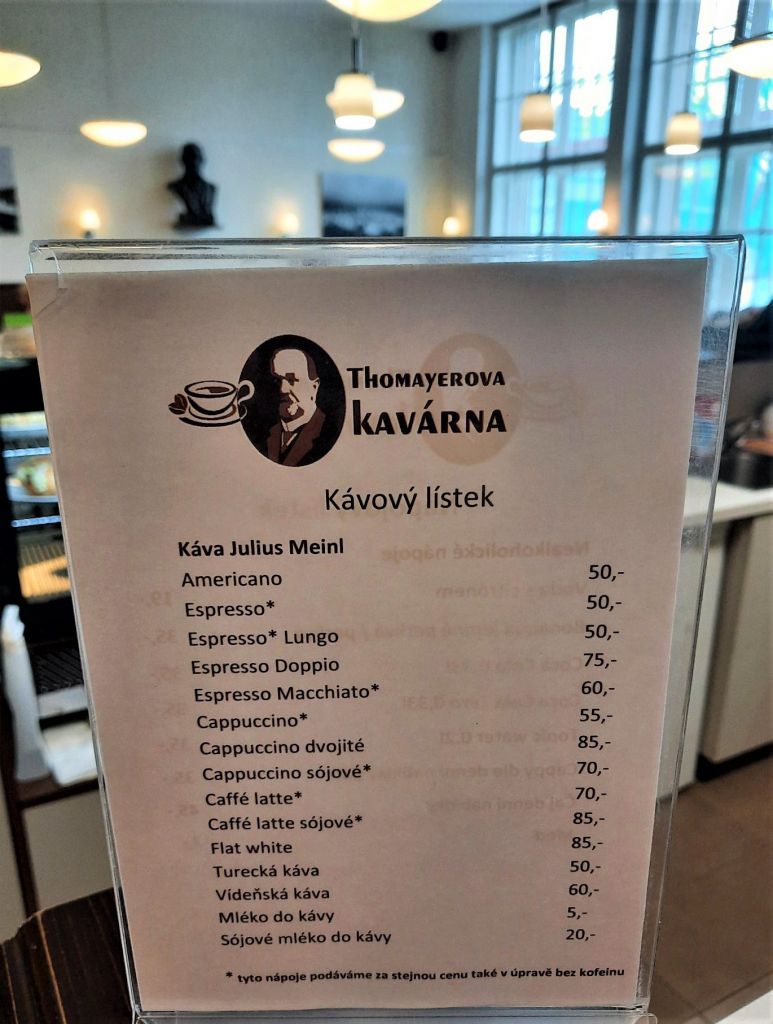 Thomayerova
kavárna
Kávový lístek
Káva Julius Meinl
Americano 50,-
Espresso* 50,-
Espresso* Lungo 50,-
Espresso Doppio 75,-
Espresso Macchiato* 60,-
Cappuccino* 55,-
Cappuccino dvojité 85,-
Cappuccino sójové* 70,-
Caffé latte* 70,-
Caffé latte sójové* 85,-
Flat white 85,-
Turecká káva 50,-
Vídeňská káva 60,-
Mléko do kávy 5,-
Sójové mléko do kávy 20,-
* tyto nápoje podáváme za stejnou cenu také v úpravě bez kofeinu